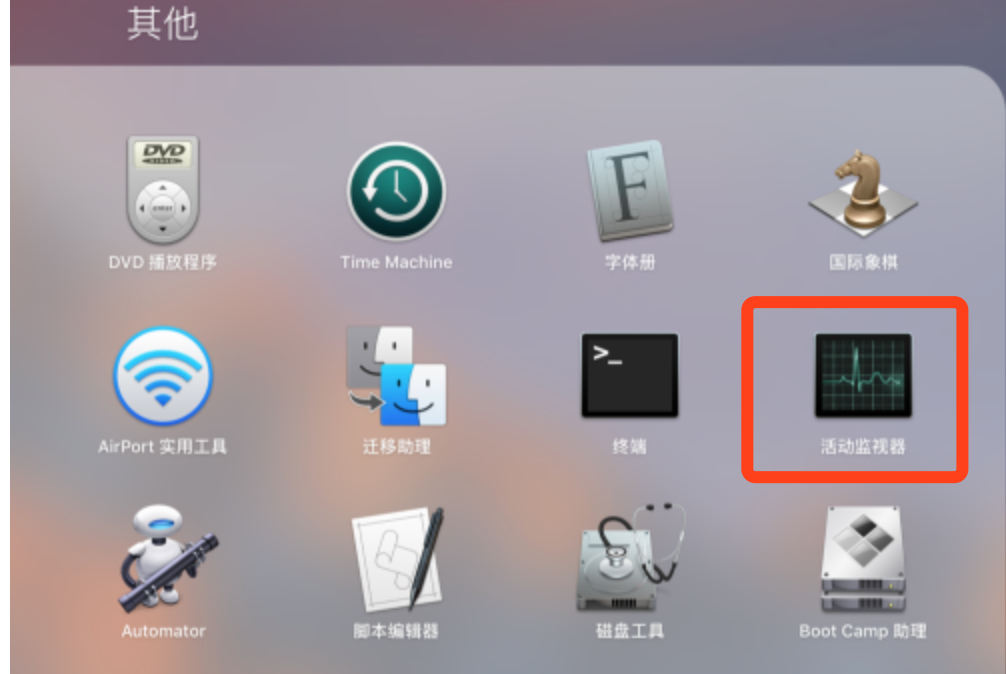 其他
DVD
DVD 播放程序
Time Machine
F
字体册
国际象棋
AirPort 实用工具
迁移助理
>_
终端
活动监视器
Automator
脚本编辑器
磁盘工具
Boot Camp 助理